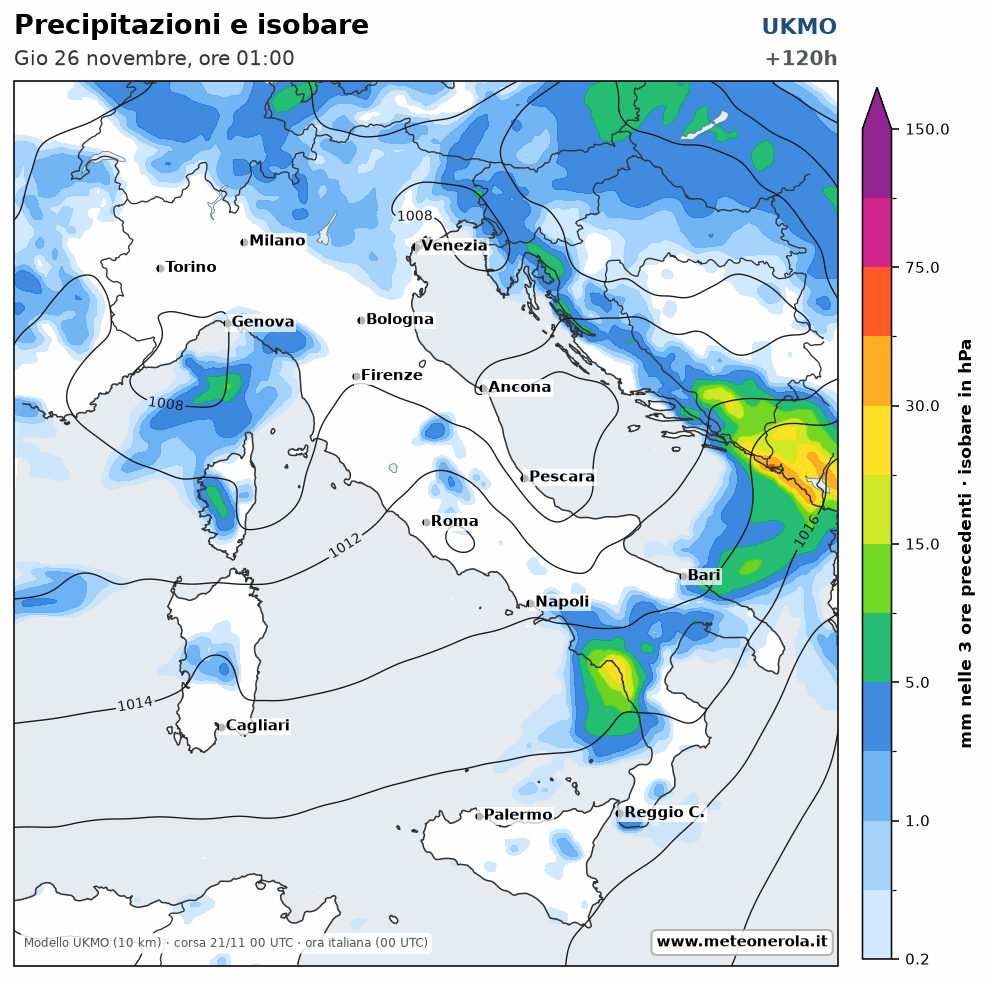 Precipitazioni e isobare
UKMO
Gio 26 novembre, ore 01:00
+120h
150.0
75.0
30.0
15.0
5.0
1.0
0.2
mm nelle 3 ore precedenti · isobare in hPa
1008
Venezia
Milano
Torino
Genova
Bologna
Firenze
Ancona
1008
Pescara
Roma
1016
1012
Bari
Napoli
1014
Cagliari
Palermo
Reggio C.
Modello UKMO (10 km) · corsa 21/11 00 UTC · ora italiana (00 UTC)
www.meteonerola.it